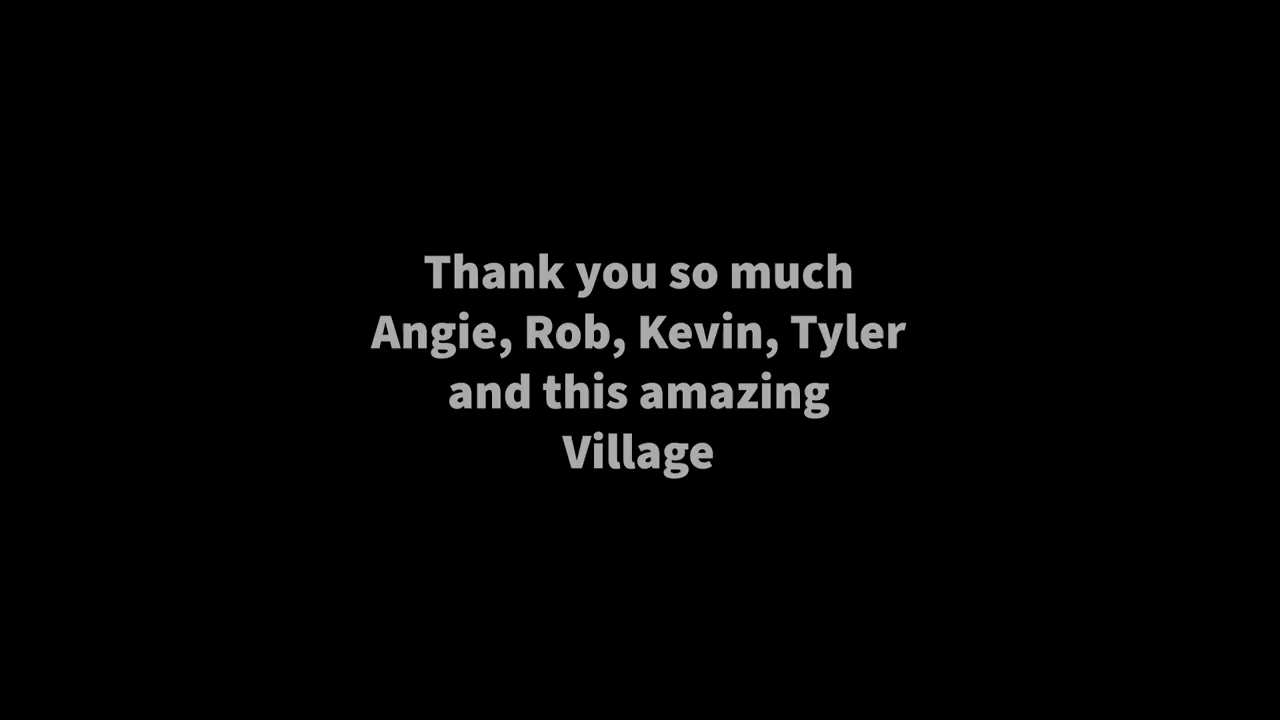 Thank you so much
Angie, Rob, Kevin, Tyler
and this amazing
Village